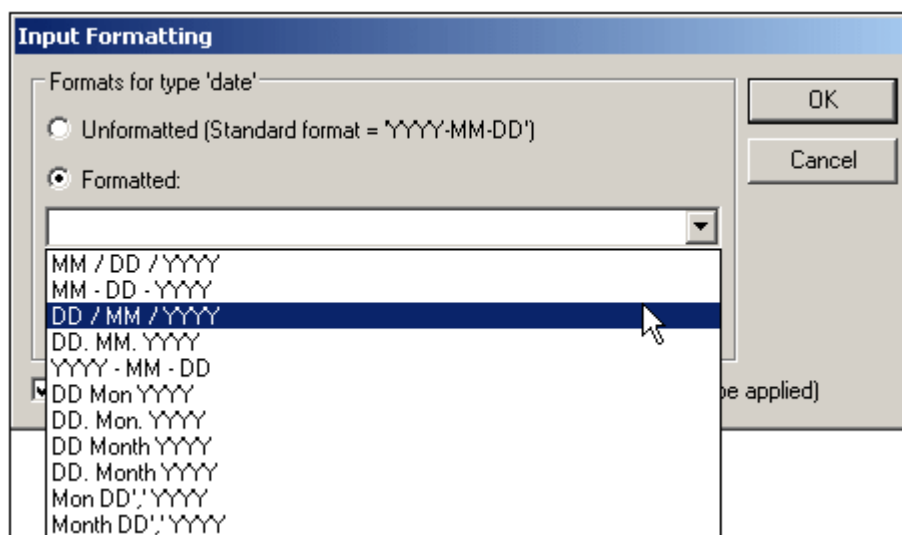 Input Formatting
Formats for type 'date'
Unformatted (Standard format = 'YYYY-MM-DD')
Formatted:
OK
Cancel
MM / DD / YYYY
MM - DD - YYYY
DD / MM / YYYY
DD. MM. YYYY
YYYY - MM - DD
DD Mon YYYY
DD. Mon. YYYY
DD Month YYYY
DD. Month YYYY
Mon DD',' YYYY
Month DD',' YYYY
applied)